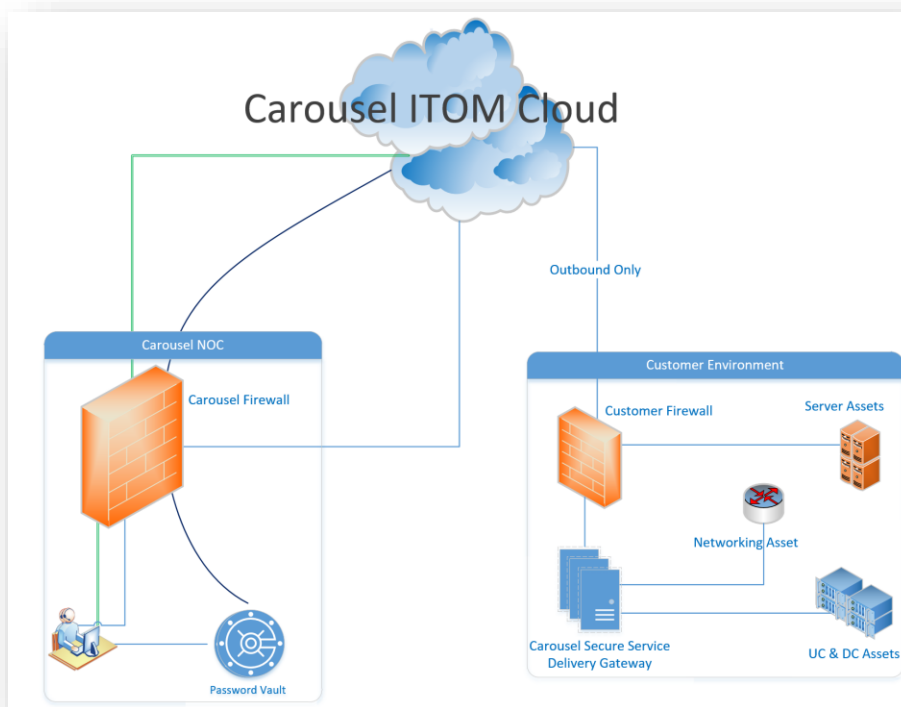 Carousel ITOM Cloud
Outbound Only
Carousel NOC
Carousel Firewall
Password Vault
Customer Environment
Customer Firewall
Server Assets
Networking Asset
Carousel Secure Service
Delivery Gateway
UC & DC Assets